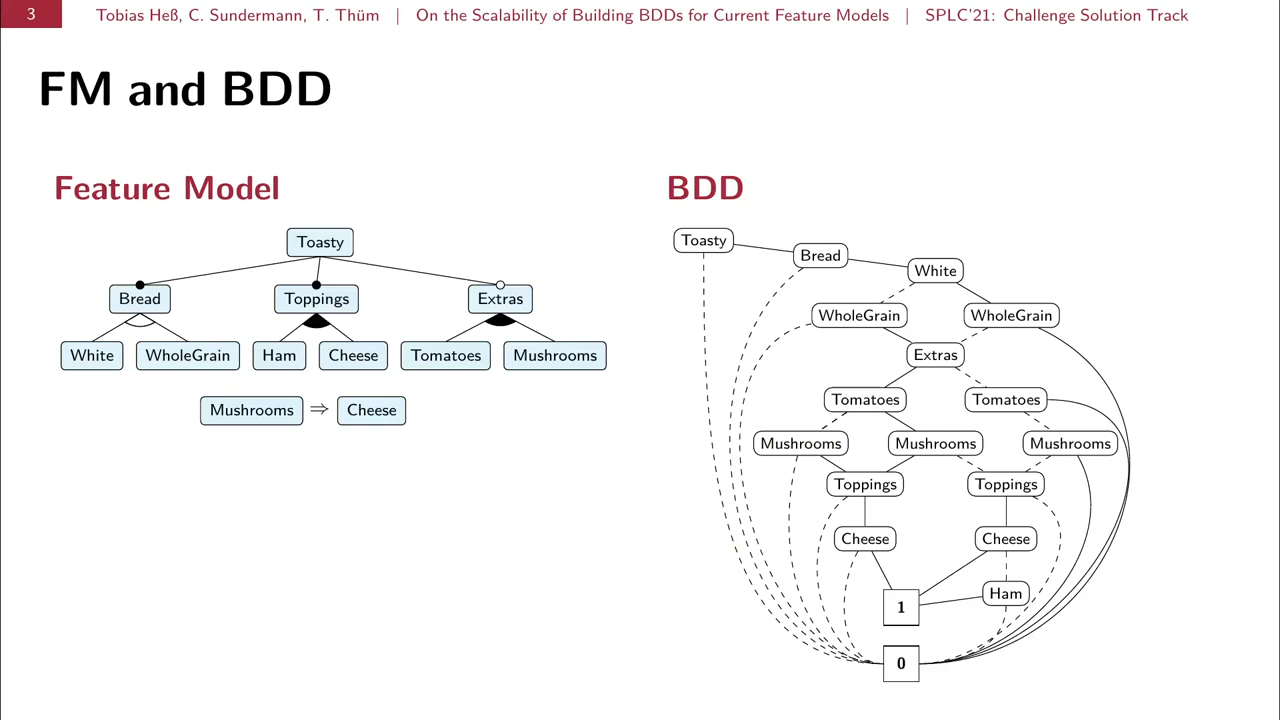 3 Tobias Heß, C. Sundermann, T. Thüm | On the Scalability of Building BDDs for Current Feature Models | SPLC'21: Challenge Solution Track
FM and BDD
Feature Model
Toasty
Bread Toppings Extras
White WholeGrain Ham Cheese Tomatoes Mushrooms
Mushrooms ⇒ Cheese
BDD
Toasty
Bread
White
WholeGrain WholeGrain
Extras
Tomatoes Tomatoes
Mushrooms Mushrooms Mushrooms
Toppings Toppings
Cheese Cheese
Ham
1
0